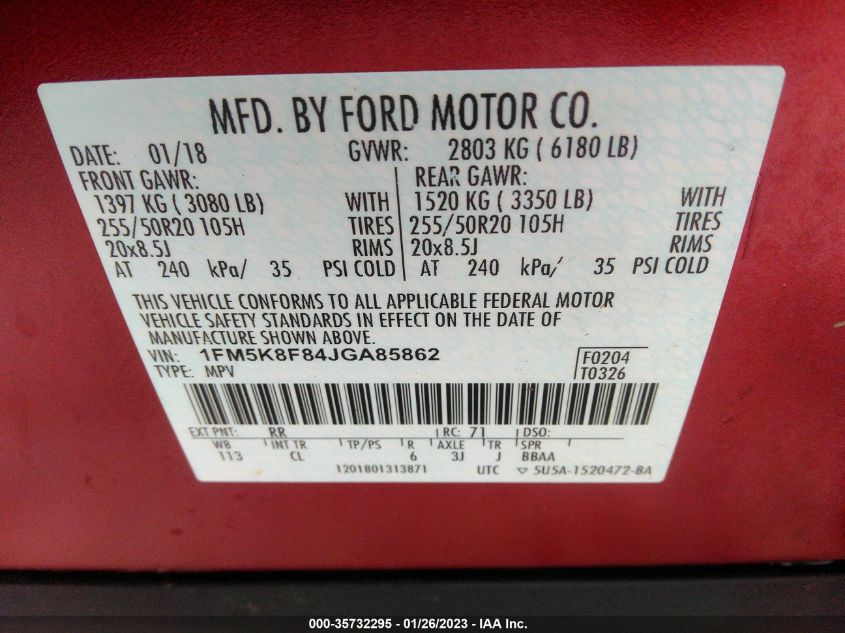 MFD. BY FORD MOTOR CO.
DATE: 01/18 GVWR: 2803 KG ( 6180 LB)
FRONT GAWR: REAR GAWR:
1397 KG ( 3080 LB) WITH 1520 KG ( 3350 LB) WITH
255/50R20 105H TIRES 255/50R20 105H TIRES
20x8.5J RIMS 20x8.5J RIMS
AT 240 kPa/ 35 PSI COLD AT 240 kPa/ 35 PSI COLD
THIS VEHICLE CONFORMS TO ALL APPLICABLE FEDERAL MOTOR
VEHICLE SAFETY STANDARDS IN EFFECT ON THE DATE OF
MANUFACTURE SHOWN ABOVE.
VIN: 1FM5K8F84JGA85862 F0204
TYPE: MPV T0326
EXT PNT: RR RC: 71 DSO:
WB INT TR TP/PS R AXLE TR SPR
113 CL 6 3J J BBAA
1201801313871 UTC ▽ 5U5A-1520472-BA
000-35732295 - 01/26/2023 - IAA Inc.